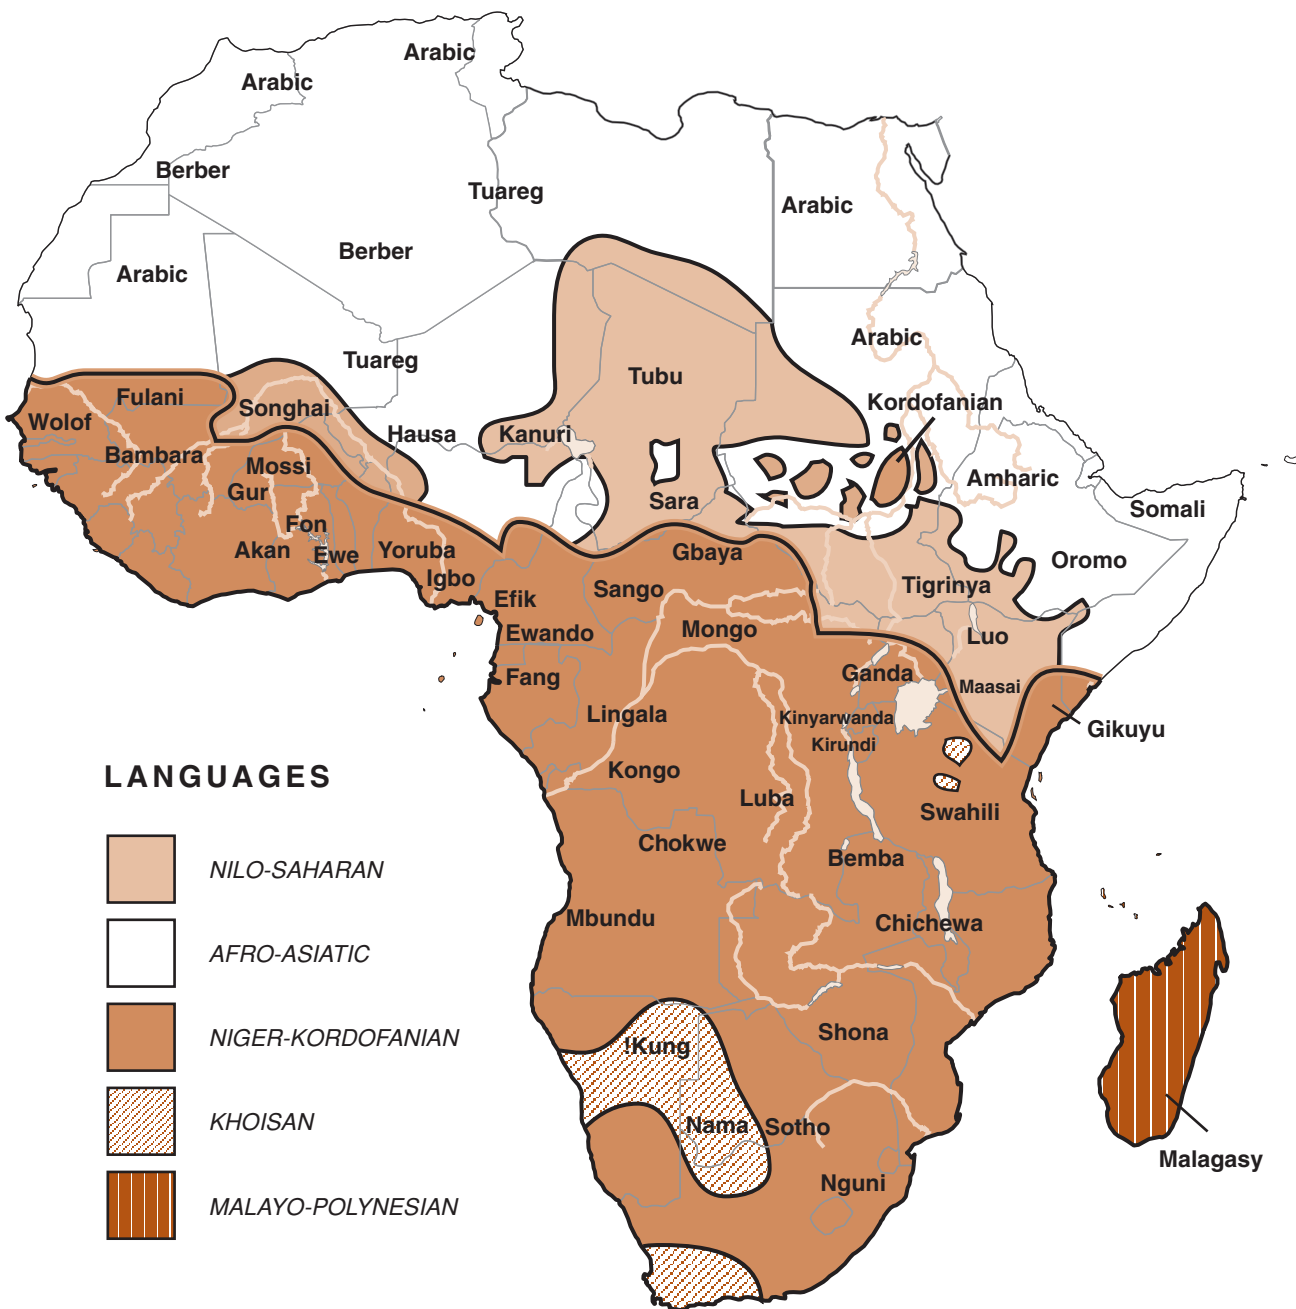 Arabic
Arabic
Berber
Tuareg
Arabic
Berber
Arabic
Arabic
Tuareg
Tubu
Fulani
Kordofanian
Songhai
Wolof
Hausa
Kanuri
Bambara
Mossi
Amharic
Gur
Sara
Somali
Fon
Akan
Ewe
Yoruba
Gbaya
Oromo
Igbo
Tigrinya
Sango
Efik
Ewando
Mongo
Luo
Fang
Ganda
Maasai
Lingala
Kinyarwanda
Gikuyu
Kirundi
Kongo
LANGUAGES
Luba
Swahili
Chokwe
Bemba
NILO-SAHARAN
Mbundu
Chichewa
AFRO-ASIATIC
Shona
NIGER-KORDOFANIAN
!Kung
KHOISAN
Nama
Sotho
Malagasy
Nguni
MALAYO-POLYNESIAN